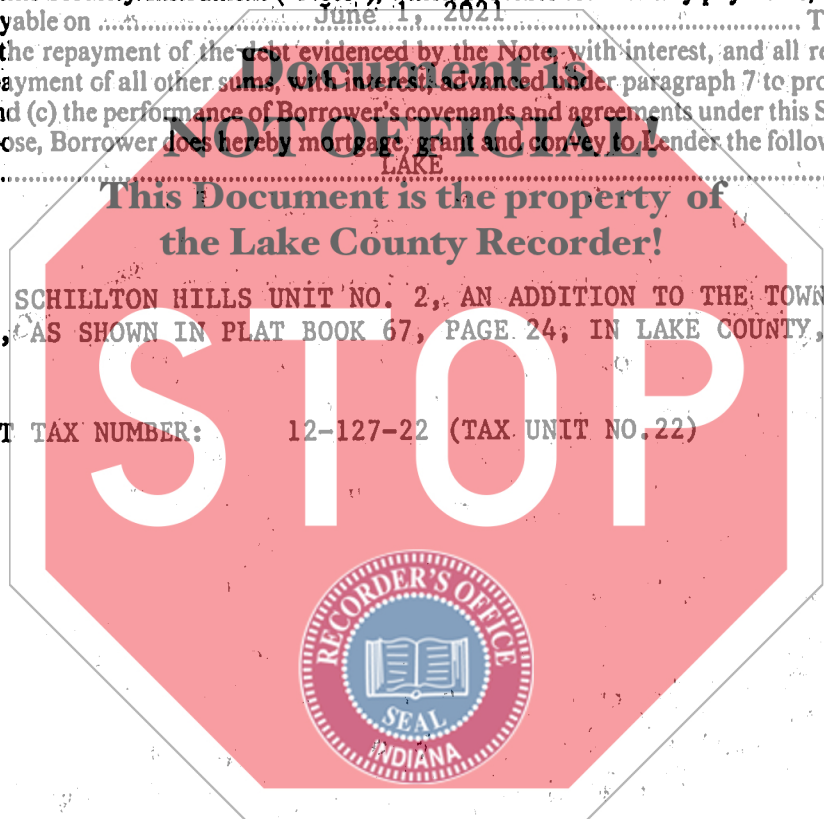 yable on June 1, 2021 T
the repayment of the debt evidenced by the Note, with interest, and all re
ayment of all other sums, with interest, advanced under paragraph 7 to pro
Document is
nd (c) the performance of Borrower's covenants and agreements under this S
NOT OFFICIAL!
ose, Borrower does hereby mortgage, grant and convey to Lender the follow
LAKE
This Document is the property of
the Lake County Recorder!
SCHILLTON HILLS UNIT NO. 2, AN ADDITION TO THE TOWN
, AS SHOWN IN PLAT BOOK 67, PAGE 24, IN LAKE COUNTY,
STOP
T TAX NUMBER: 12-127-22 (TAX UNIT NO.22)
RECORDER'S OFFICE
SEAL
INDIANA